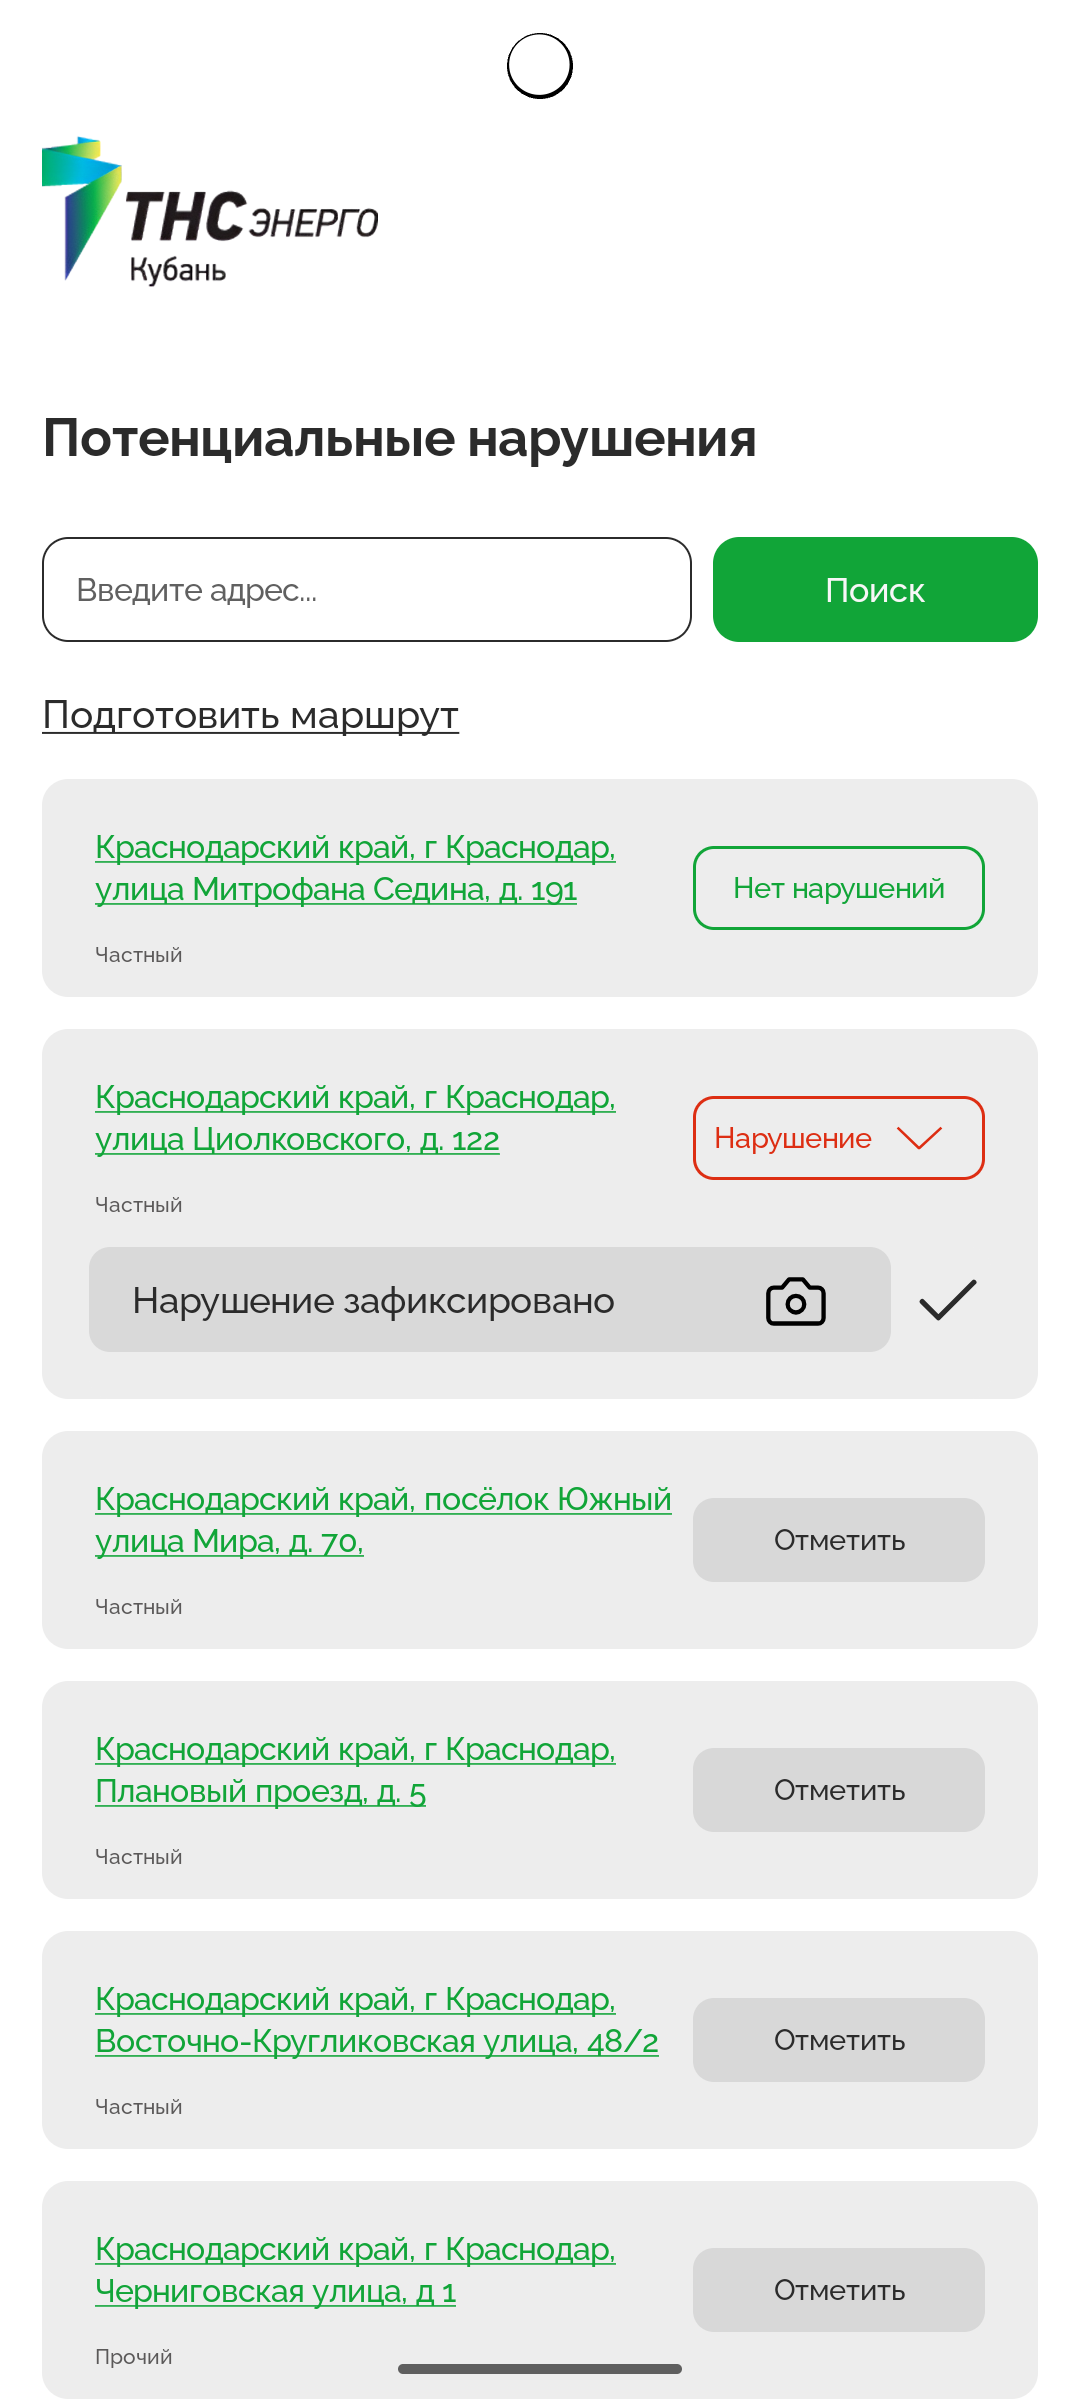 ТНС ЭНЕРГО
Кубань
Потенциальные нарушения
Введите адрес...
Поиск
Подготовить маршрут
Краснодарский край, г Краснодар,
улица Митрофана Седина, д. 191
Нет нарушений
Частный
Краснодарский край, г Краснодар,
улица Циолковского, д. 122
Нарушение
Частный
Нарушение зафиксировано
Краснодарский край, посёлок Южный
улица Мира, д. 70,
Отметить
Частный
Краснодарский край, г Краснодар,
Плановый проезд, д. 5
Отметить
Частный
Краснодарский край, г Краснодар,
Восточно-Кругликовская улица, 48/2
Отметить
Частный
Краснодарский край, г Краснодар,
Черниговская улица, д 1
Отметить
Прочий